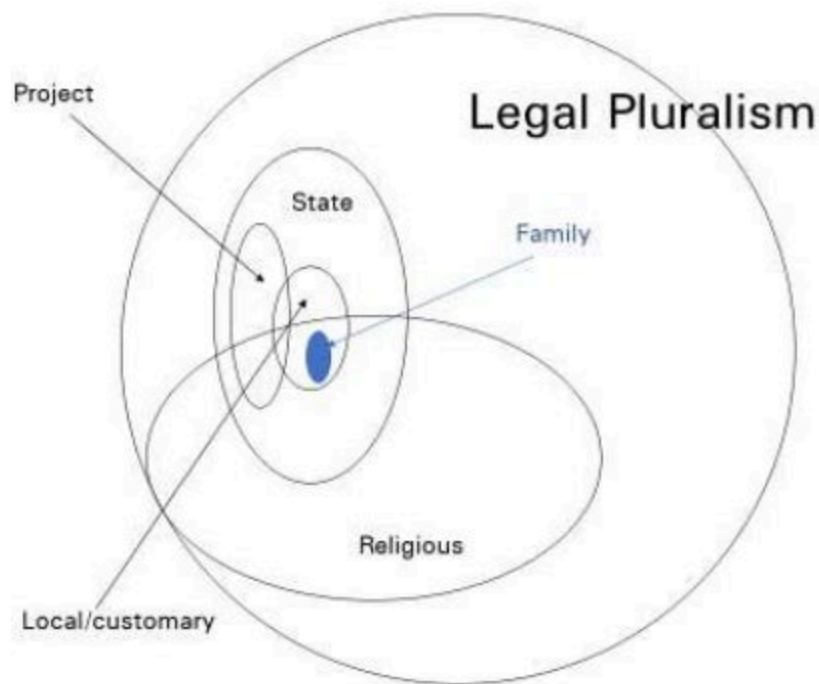 Project
Legal Pluralism
State
Family
Religious
Local/customary